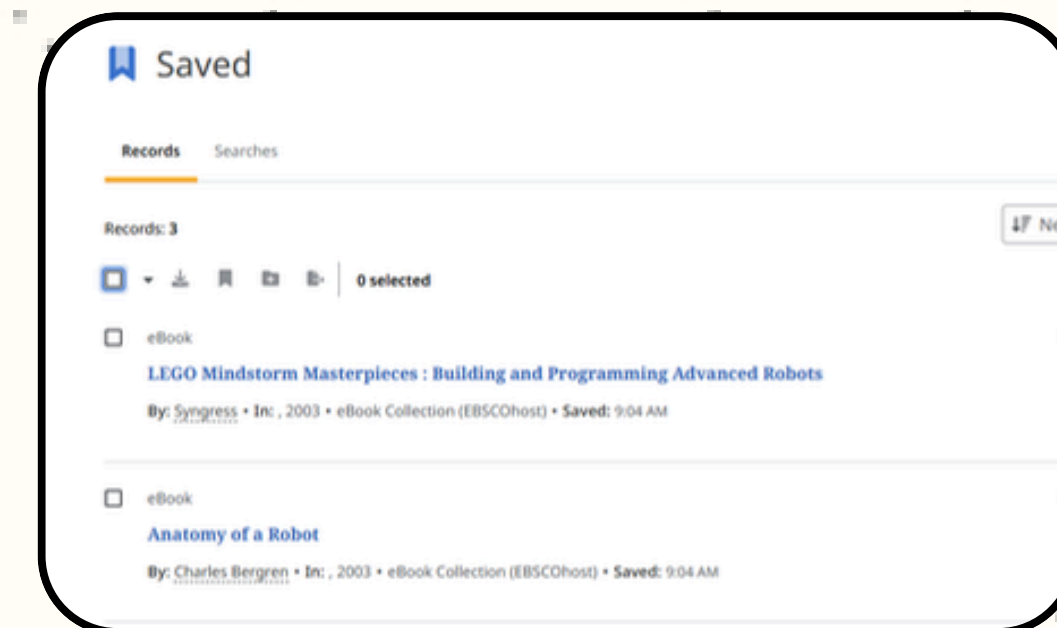 Saved
Records Searches
Records: 3
0 selected
eBook
LEGO Mindstorm Masterpieces : Building and Programming Advanced Robots
By: Syngress • In: , 2003 • eBook Collection (EBSCOhost) • Saved: 9:04 AM
eBook
Anatomy of a Robot
By: Charles Bergren • In: , 2003 • eBook Collection (EBSCOhost) • Saved: 9:04 AM